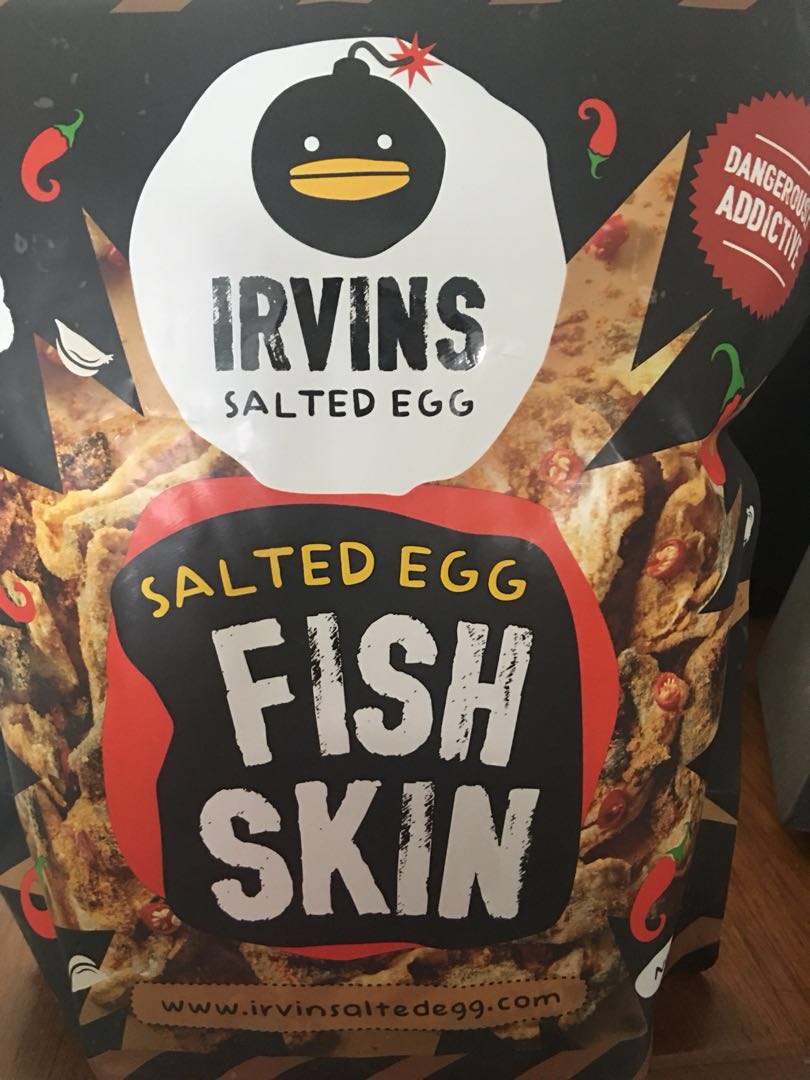 IRVINS
SALTED EGG
DANGEROUSLY
ADDICTIVE
SALTED EGG
FISH
SKIN
www.irvinsaltedegg.com